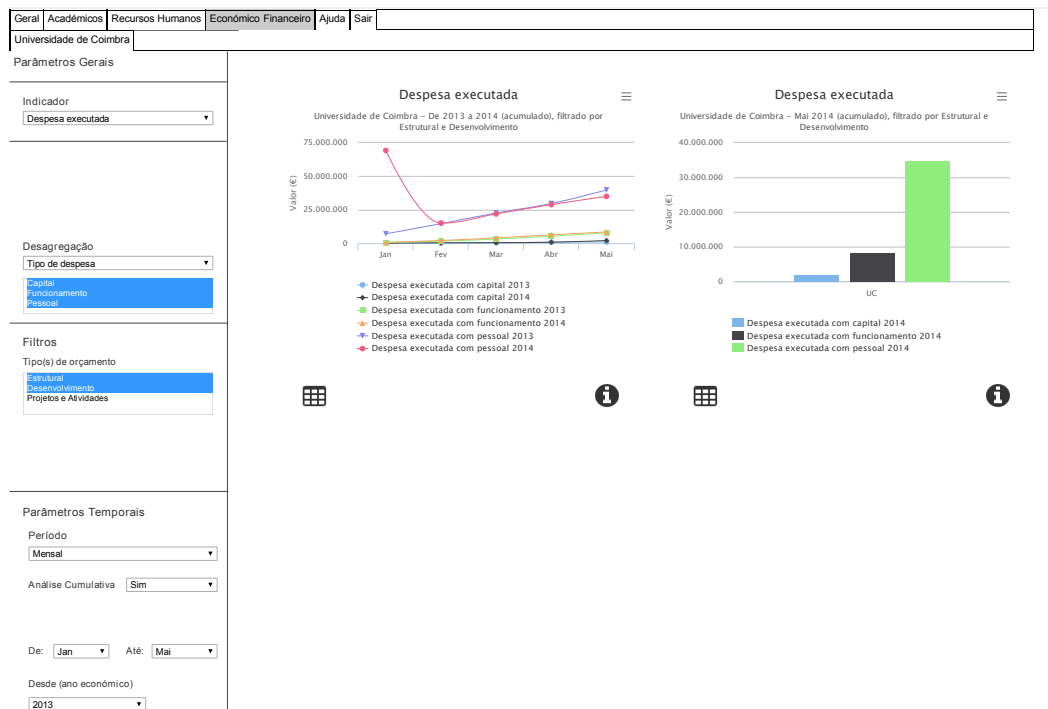 Geral Académicos Recursos Humanos Económico Financeiro Ajuda Sair
Universidade de Coimbra
Parâmetros Gerais
Indicador
Despesa executada
Desagregação
Tipo de despesa
Capital
Funcionamento
Pessoal
Filtros
Tipo(s) de orçamento
Estrutural
Desenvolvimento
Projetos e Atividades
Parâmetros Temporais
Período
Mensal
Análise Cumulativa Sim
De: Jan Até: Mai
Desde (ano económico)
2013
Despesa executada
Universidade de Coimbra - De 2013 a 2014 (acumulado), filtrado por
Estrutural e Desenvolvimento
Valor (€)
75.000.000
50.000.000
25.000.000
0
Jan Fev Mar Abr Mai
Despesa executada com capital 2013
Despesa executada com capital 2014
Despesa executada com funcionamento 2013
Despesa executada com funcionamento 2014
Despesa executada com pessoal 2013
Despesa executada com pessoal 2014
Despesa executada
Universidade de Coimbra - Mai 2014 (acumulado), filtrado por Estrutural e
Desenvolvimento
Valor (€)
40.000.000
30.000.000
20.000.000
10.000.000
0
UC
Despesa executada com capital 2014
Despesa executada com funcionamento 2014
Despesa executada com pessoal 2014